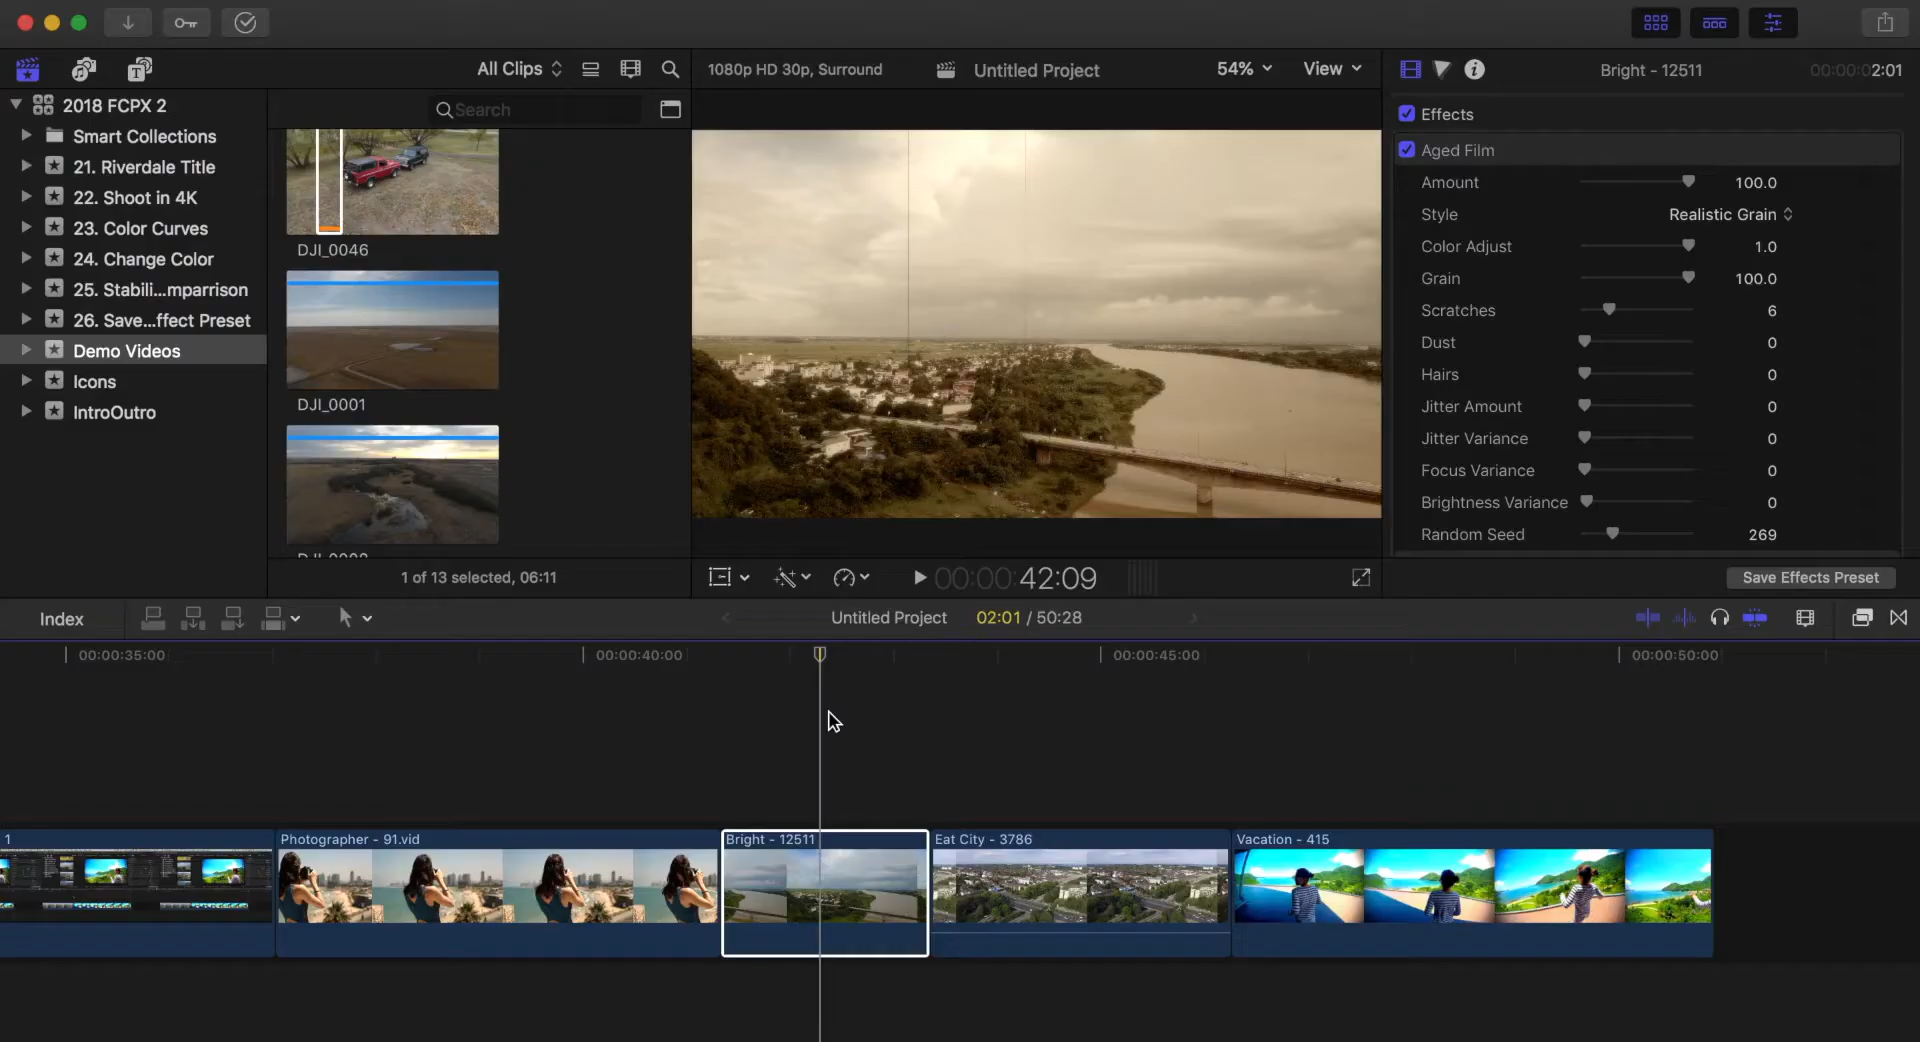 All Clips
1080p HD 30p, Surround
Untitled Project
54%
View
Bright - 12511
00:00:02:01
2018 FCPX 2
Search
Effects
Smart Collections
Aged Film
21. Riverdale Title
Amount 100.0
22. Shoot in 4K
Style Realistic Grain
23. Color Curves
Color Adjust 1.0
DJI_0046
24. Change Color
Grain 100.0
25. Stabili...mparrison
Scratches 6
26. Save...ffect Preset
Dust 0
Demo Videos
Hairs 0
Icons
DJI_0001
Jitter Amount 0
IntroOutro
Jitter Variance 0
Focus Variance 0
Brightness Variance 0
Random Seed 269
1 of 13 selected, 06:11
00:00:42:09
Save Effects Preset
Index
Untitled Project
02:01 / 50:28
00:00:35:00
00:00:40:00
00:00:45:00
00:00:50:00
1
Photographer - 91.vid
Bright - 12511
Eat City - 3786
Vacation - 415